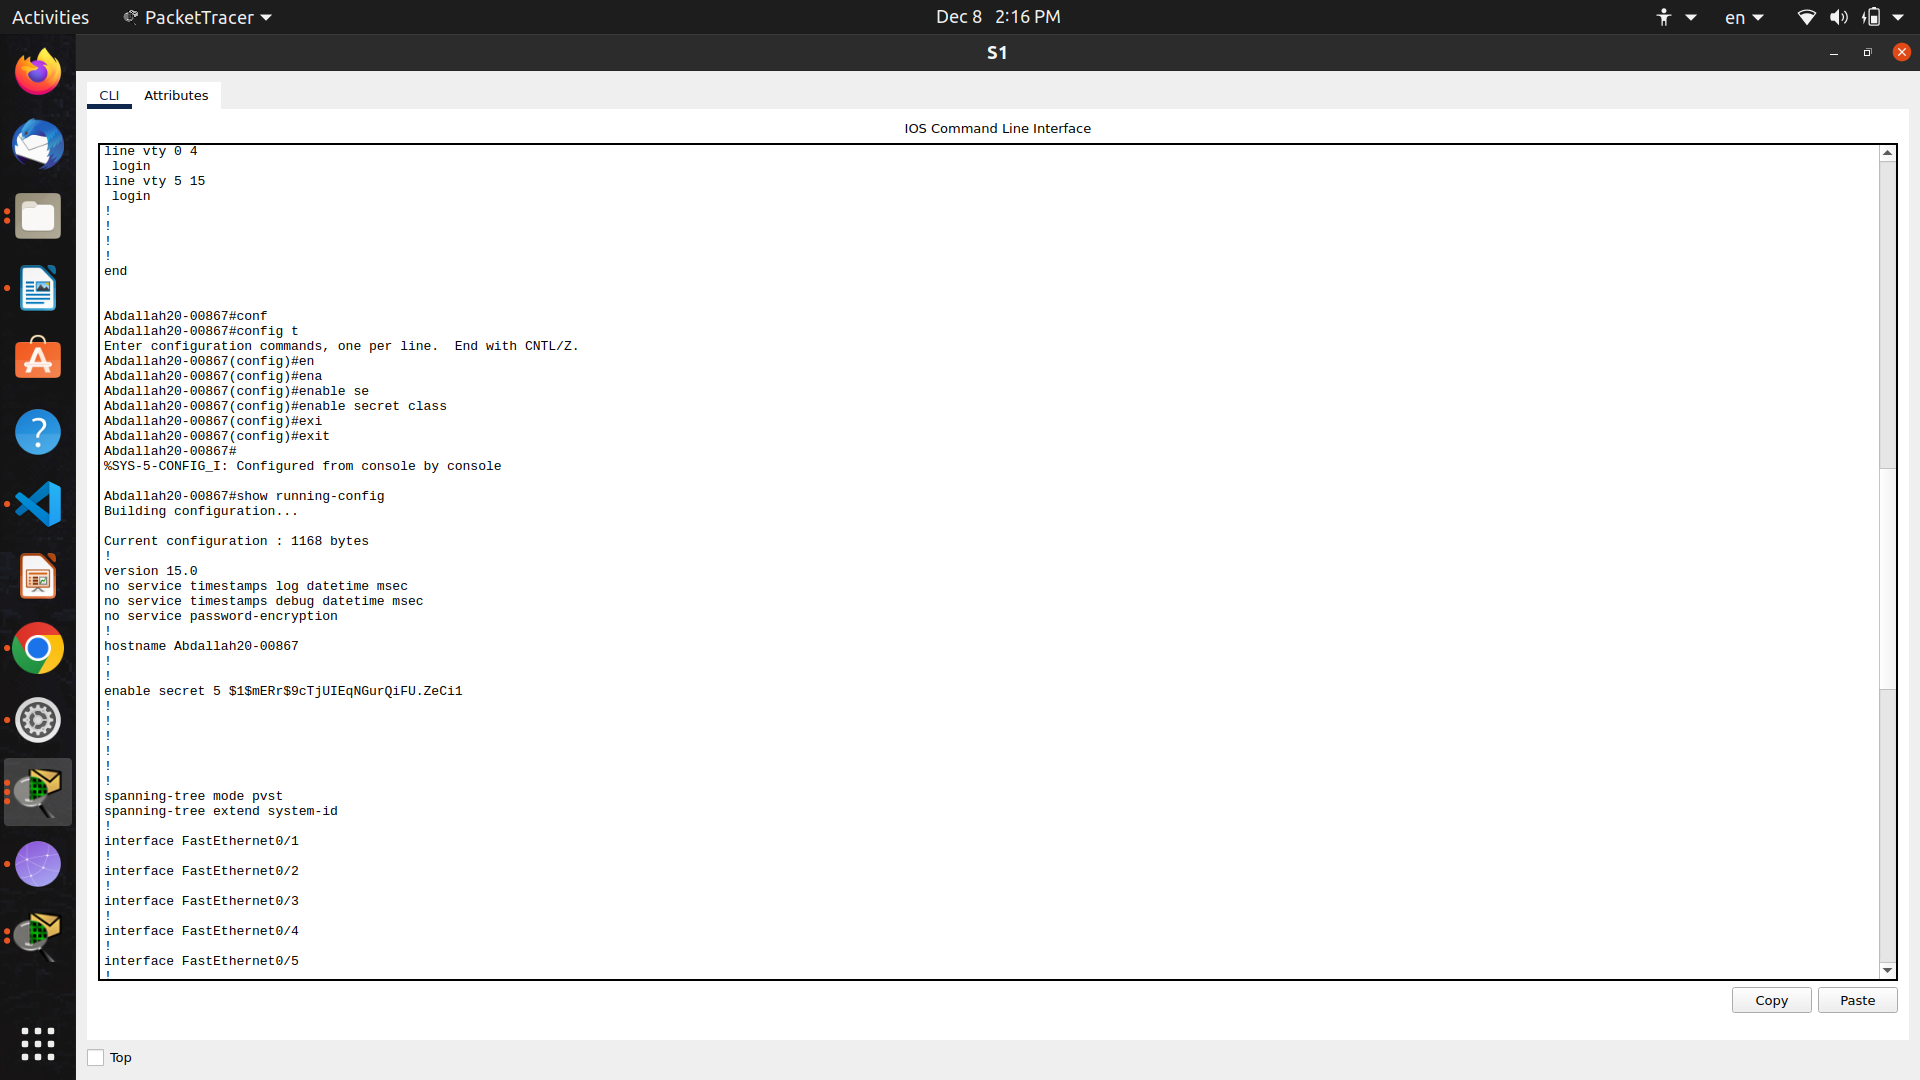 Activities
PacketTracer
Dec 8 2:16 PM
en
S1
CLI
Attributes
IOS Command Line Interface
line vty 0 4
login
line vty 5 15
login
!
!
!
!
end
Abdallah20-00867#conf
Abdallah20-00867#config t
Enter configuration commands, one per line. End with CNTL/Z.
Abdallah20-00867(config)#en
Abdallah20-00867(config)#ena
Abdallah20-00867(config)#enable se
Abdallah20-00867(config)#enable secret class
Abdallah20-00867(config)#exi
Abdallah20-00867(config)#exit
Abdallah20-00867#
%SYS-5-CONFIG_I: Configured from console by console
Abdallah20-00867#show running-config
Building configuration...
Current configuration : 1168 bytes
!
version 15.0
no service timestamps log datetime msec
no service timestamps debug datetime msec
no service password-encryption
!
hostname Abdallah20-00867
!
!
enable secret 5 $1$mERr$9cTjUIEqNGurQiFU.ZeCi1
!
!
!
!
!
!
spanning-tree mode pvst
spanning-tree extend system-id
!
interface FastEthernet0/1
!
interface FastEthernet0/2
!
interface FastEthernet0/3
!
interface FastEthernet0/4
!
interface FastEthernet0/5
!
Copy
Paste
Top